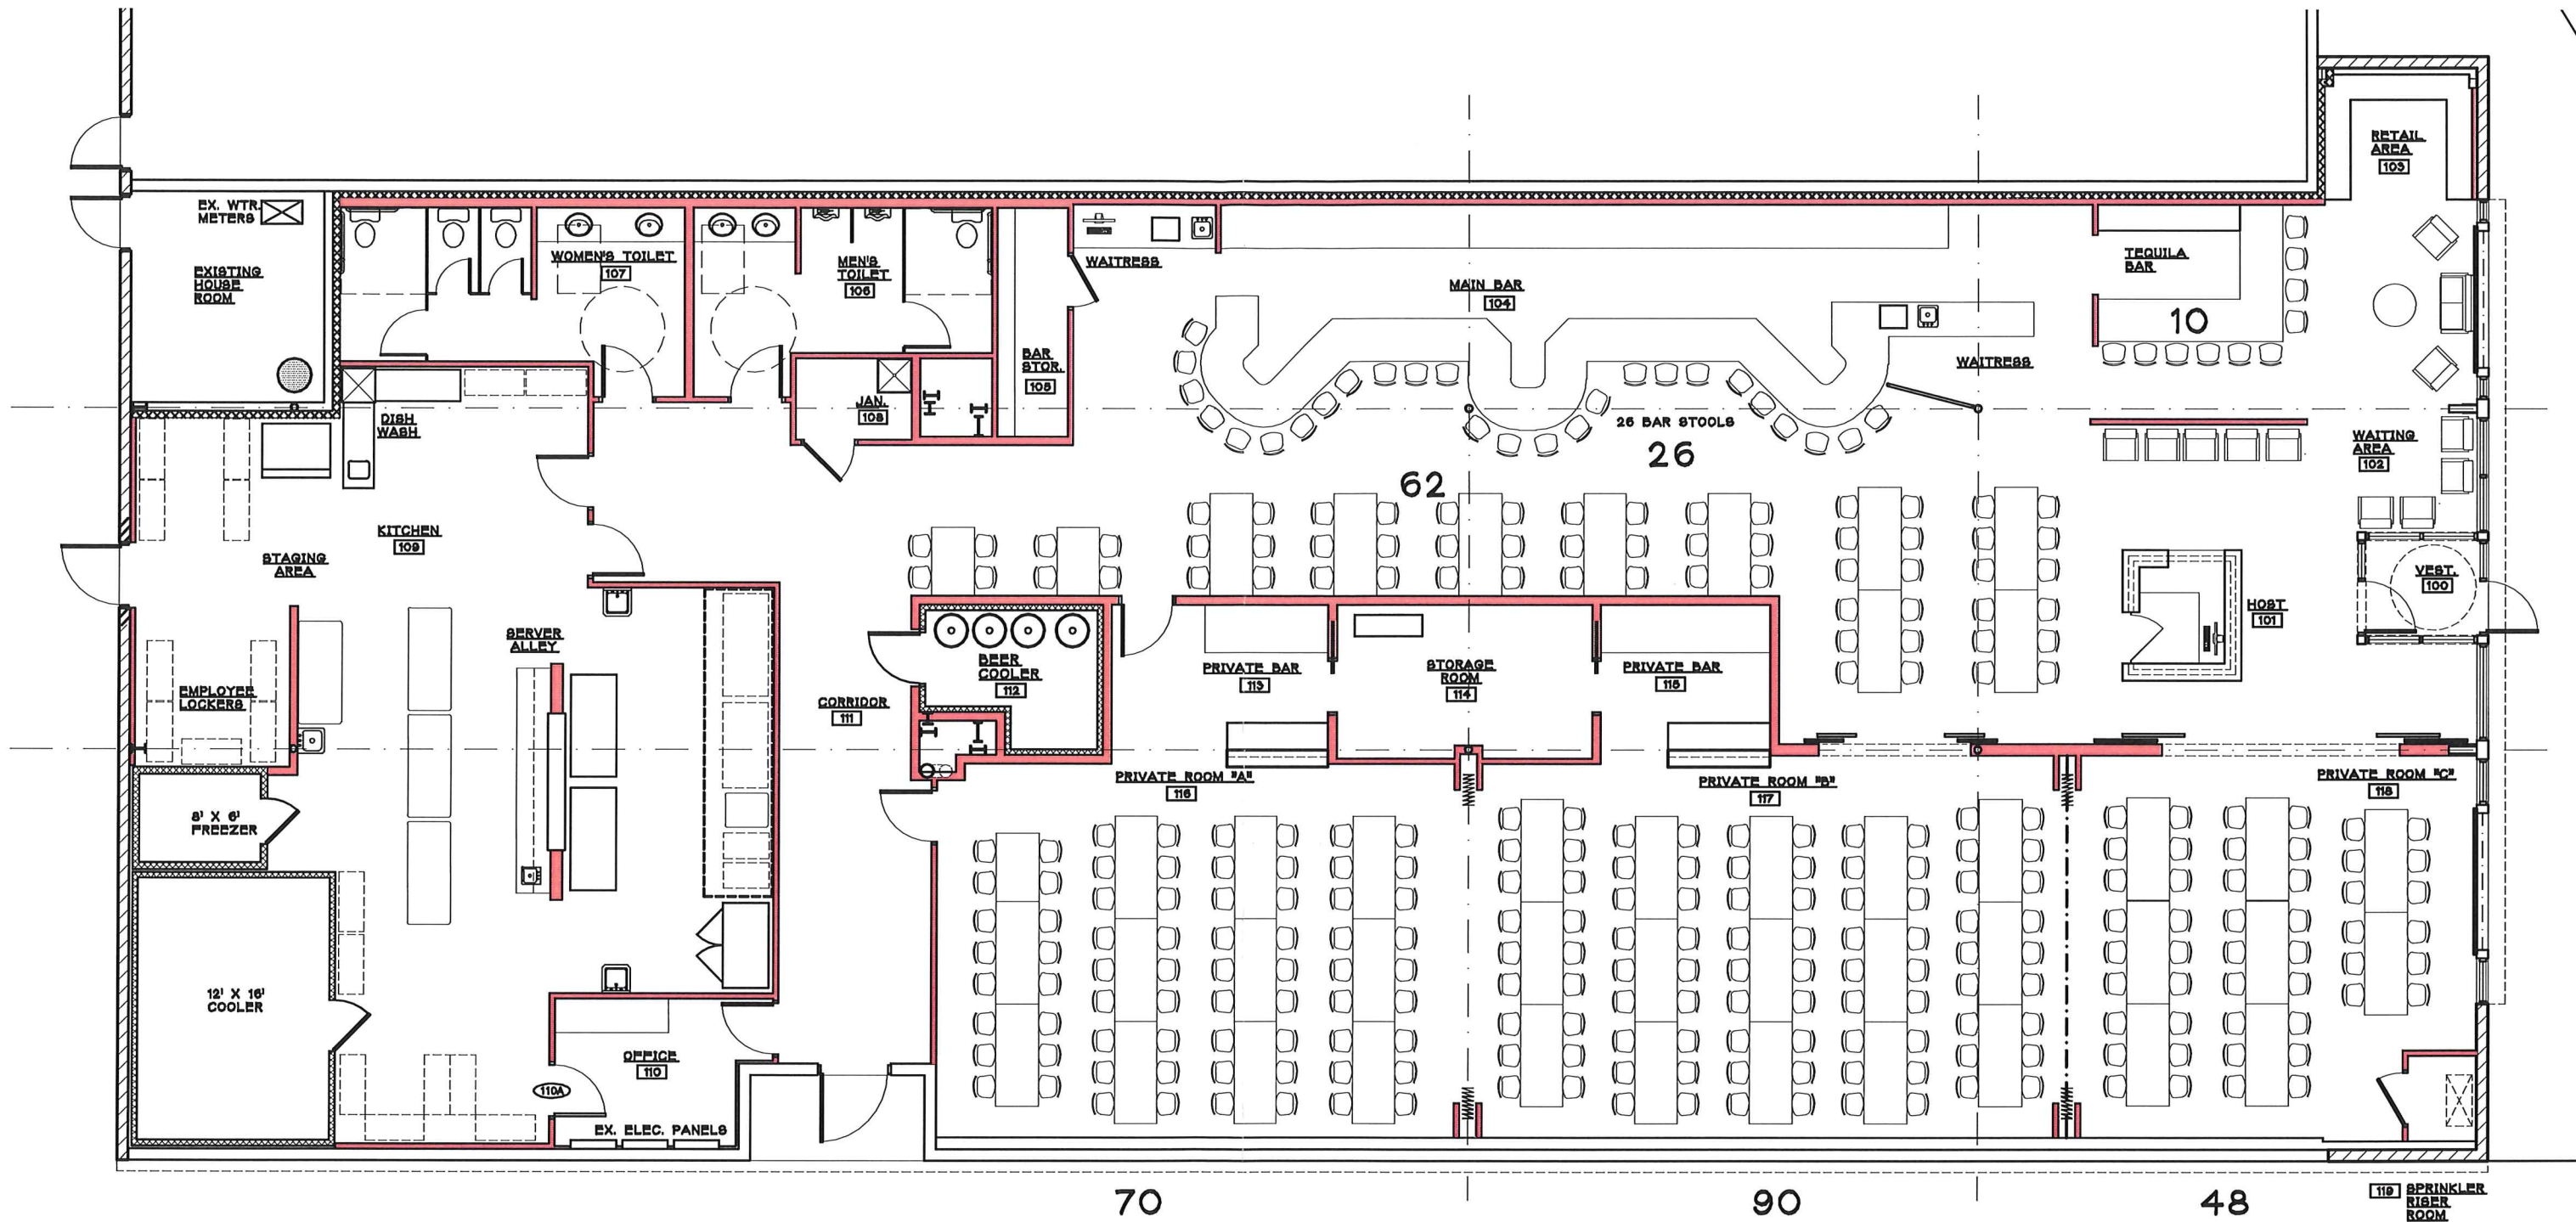 RETAIL
AREA
103
EX. WTR.
METERS
EXISTING
HOUSE
ROOM
WOMEN'S TOILET
107
MEN'S
TOILET
106
WAITRESS
BAR
STOR.
105
MAIN BAR
104
WAITRESS
TEQUILA
BAR
10
JAN.
108
DISH
WASH
26 BAR STOOLS
26
62
WAITING
AREA
102
KITCHEN
109
STAGING
AREA
VEST.
100
HOST
101
SERVER
ALLEY
EMPLOYEE
LOCKERS
CORRIDOR
111
BEER
COOLER
112
PRIVATE BAR
113
STORAGE
ROOM
114
PRIVATE BAR
115
PRIVATE ROOM "A"
116
PRIVATE ROOM "B"
117
PRIVATE ROOM "C"
118
8' X 6'
FREEZER
12' X 16'
COOLER
OFFICE
110
110A
EX. ELEC. PANELS
70
90
48
119 SPRINKLER
RISER
ROOM